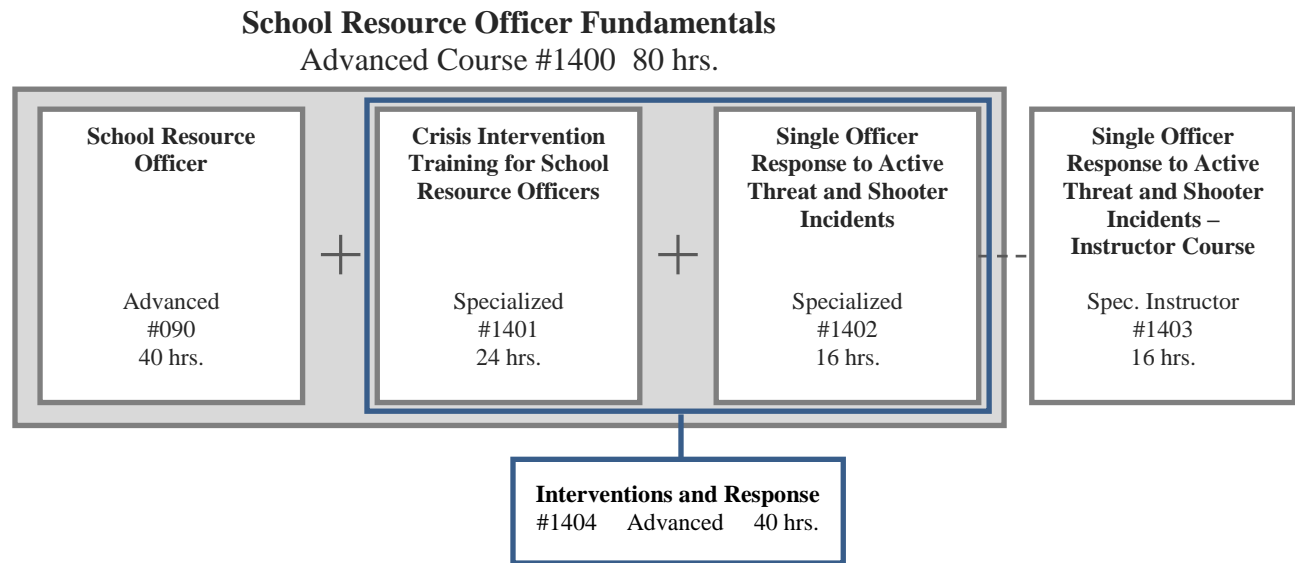 School Resource Officer Fundamentals
Advanced Course #1400 80 hrs.
School Resource
Officer
Advanced
#090
40 hrs.
Crisis Intervention
Training for School
Resource Officers
Specialized
#1401
24 hrs.
Single Officer
Response to Active
Threat and Shooter
Incidents
Specialized
#1402
16 hrs.
Single Officer
Response to Active
Threat and Shooter
Incidents –
Instructor Course
Spec. Instructor
#1403
16 hrs.
Interventions and Response
#1404 Advanced 40 hrs.